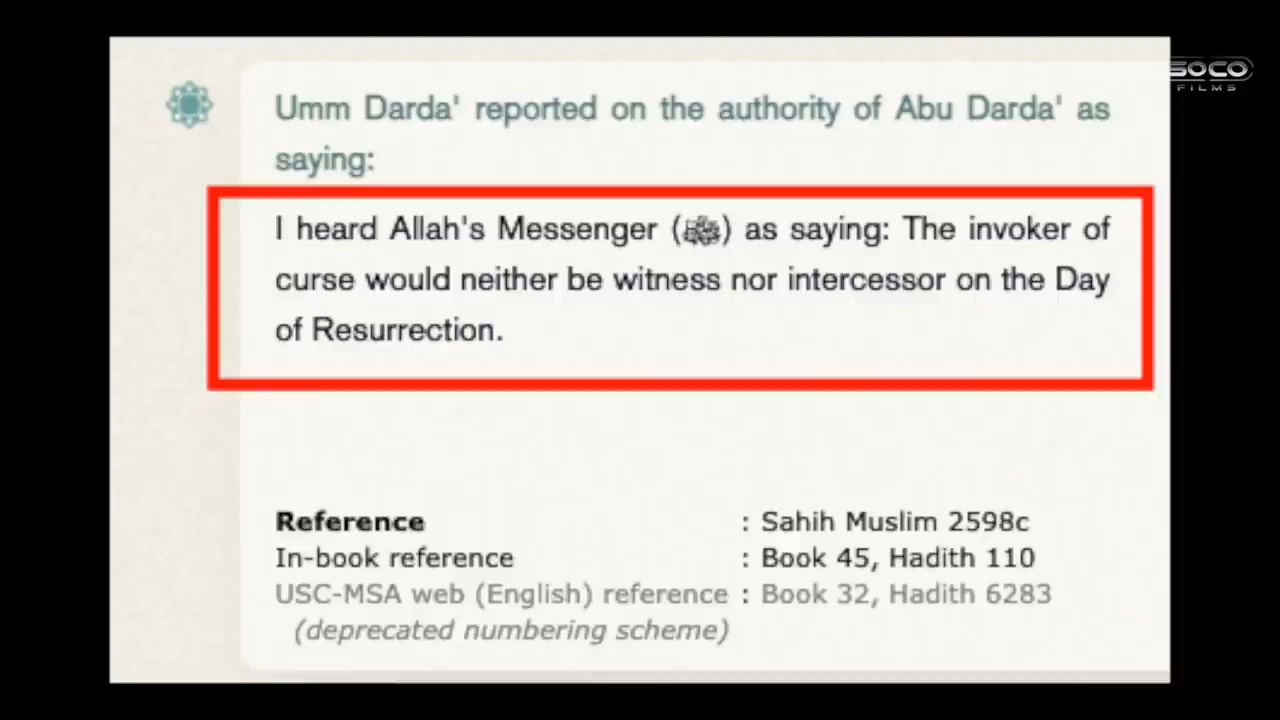 SOCO
FILMS
Umm Darda' reported on the authority of Abu Darda' as
saying:
I heard Allah's Messenger (ﷺ) as saying: The invoker of
curse would neither be witness nor intercessor on the Day
of Resurrection.
Reference : Sahih Muslim 2598c
In-book reference : Book 45, Hadith 110
USC-MSA web (English) reference : Book 32, Hadith 6283
(deprecated numbering scheme)